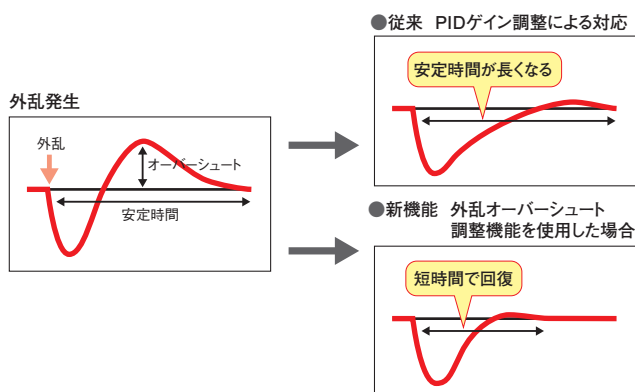 外乱発生
外乱
オーバーシュート
安定時間
●従来 PIDゲイン調整による対応
安定時間が長くなる
●新機能 外乱オーバーシュート
調整機能を使用した場合
短時間で回復